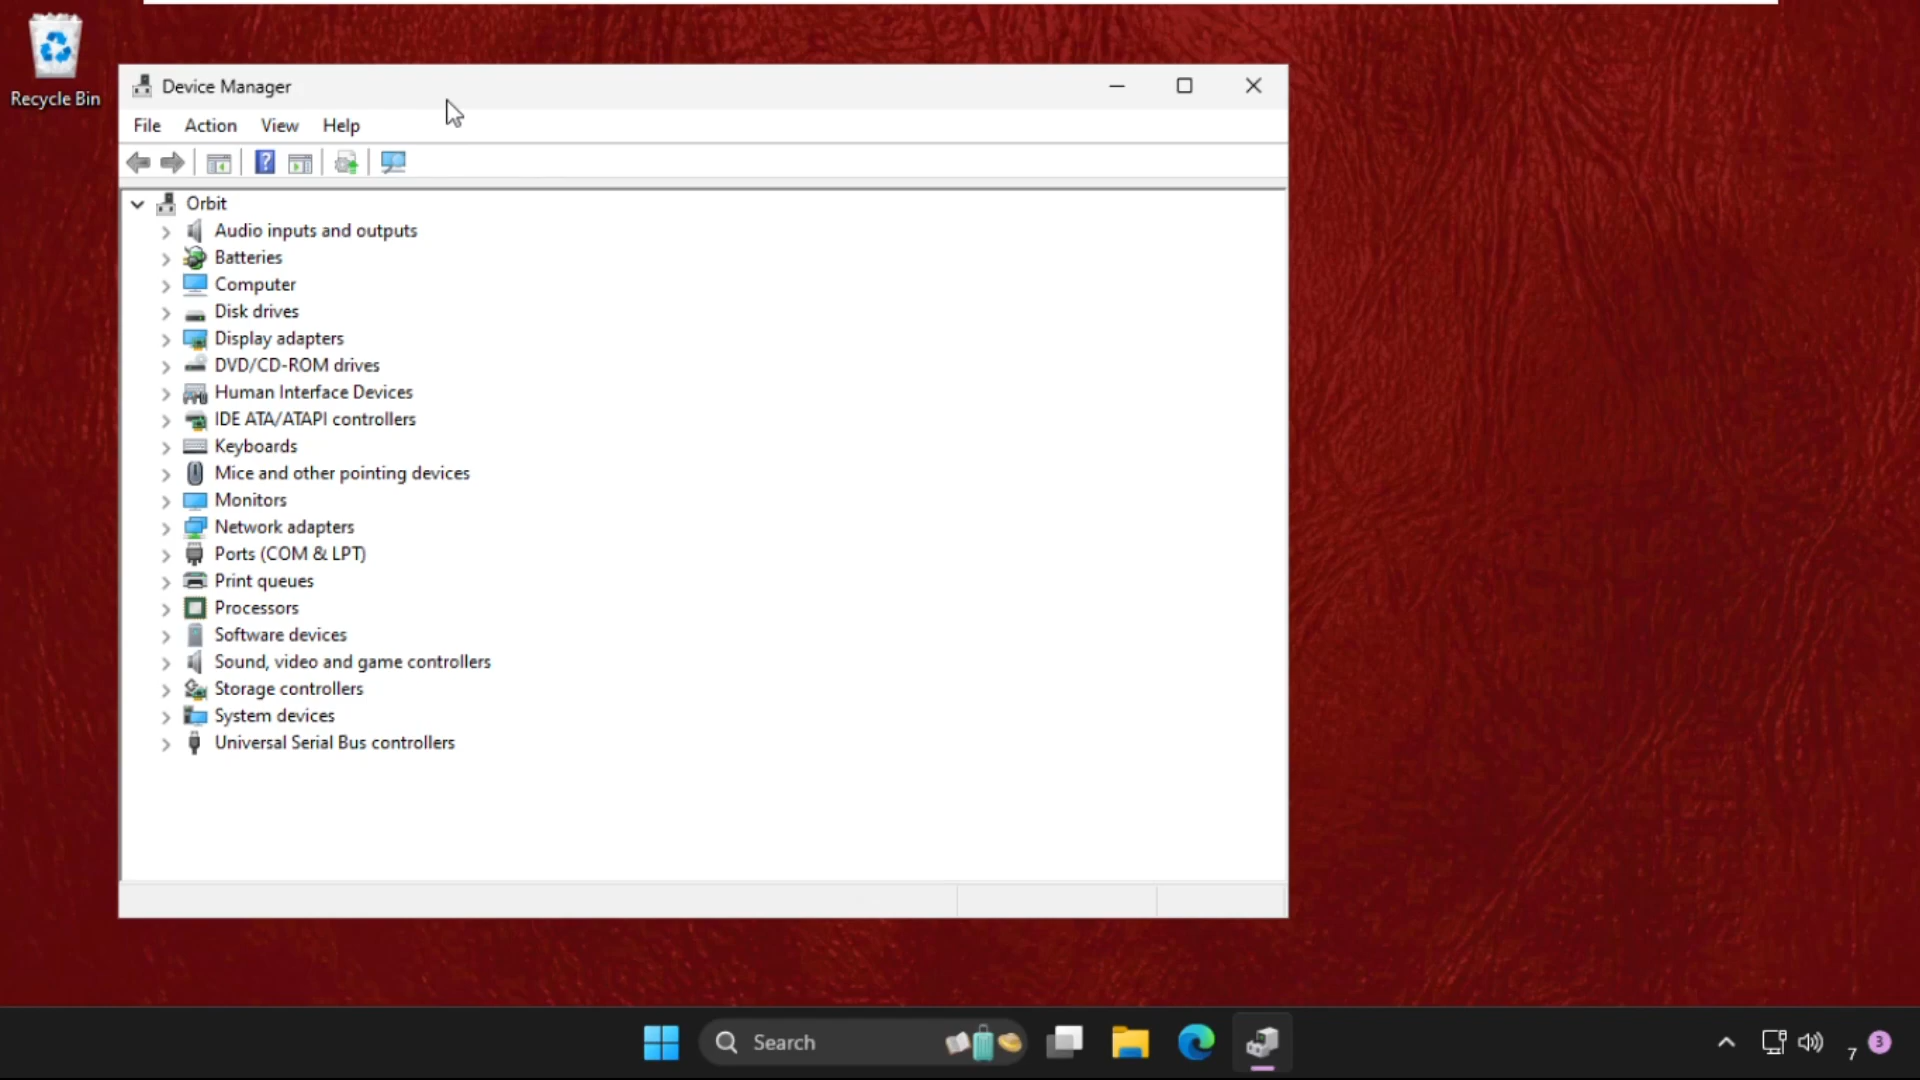 Recycle Bin
Device Manager
File Action View Help
?
Orbit
Audio inputs and outputs
Batteries
Computer
Disk drives
Display adapters
DVD/CD-ROM drives
Human Interface Devices
IDE ATA/ATAPI controllers
Keyboards
Mice and other pointing devices
Monitors
Network adapters
Ports (COM & LPT)
Print queues
Processors
Software devices
Sound, video and game controllers
Storage controllers
System devices
Universal Serial Bus controllers
Search
7
3